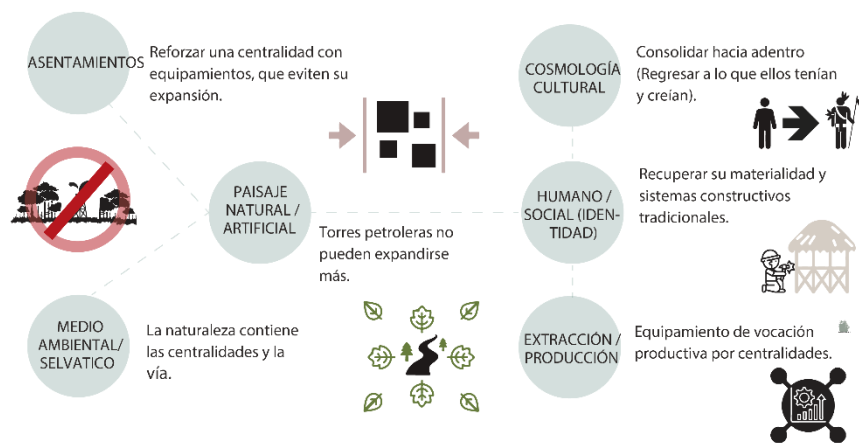 ASENTAMIENTOS
Reforzar una centralidad con
equipamientos, que eviten su
expansión.
PAISAJE
NATURAL /
ARTIFICIAL
Torres petroleras no
pueden expandirse
más.
MEDIO
AMBIENTAL/
SELVATICO
La naturaleza contiene
las centralidades y la
vía.
COSMOLOGÍA
CULTURAL
Consolidar hacia adentro
(Regresar a lo que ellos tenían
y creían).
HUMANO /
SOCIAL (IDEN-
TIDAD)
Recuperar su materialidad y
sistemas constructivos
tradicionales.
EXTRACCIÓN /
PRODUCCIÓN
Equipamiento de vocación
productiva por centralidades.